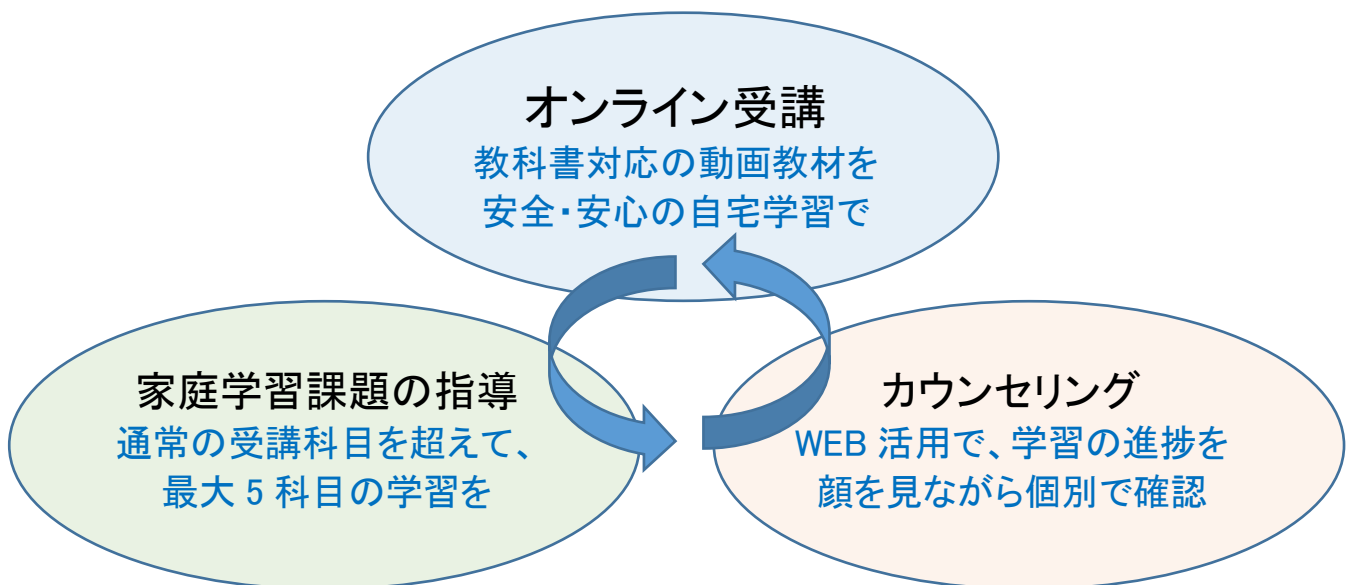 オンライン受講
教科書対応の動画教材を
安全・安心の自宅学習で
家庭学習課題の指導
通常の受講科目を超えて、
最大 5 科目の学習を
カウンセリング
WEB 活用で、学習の進捗を
顔を見ながら個別で確認